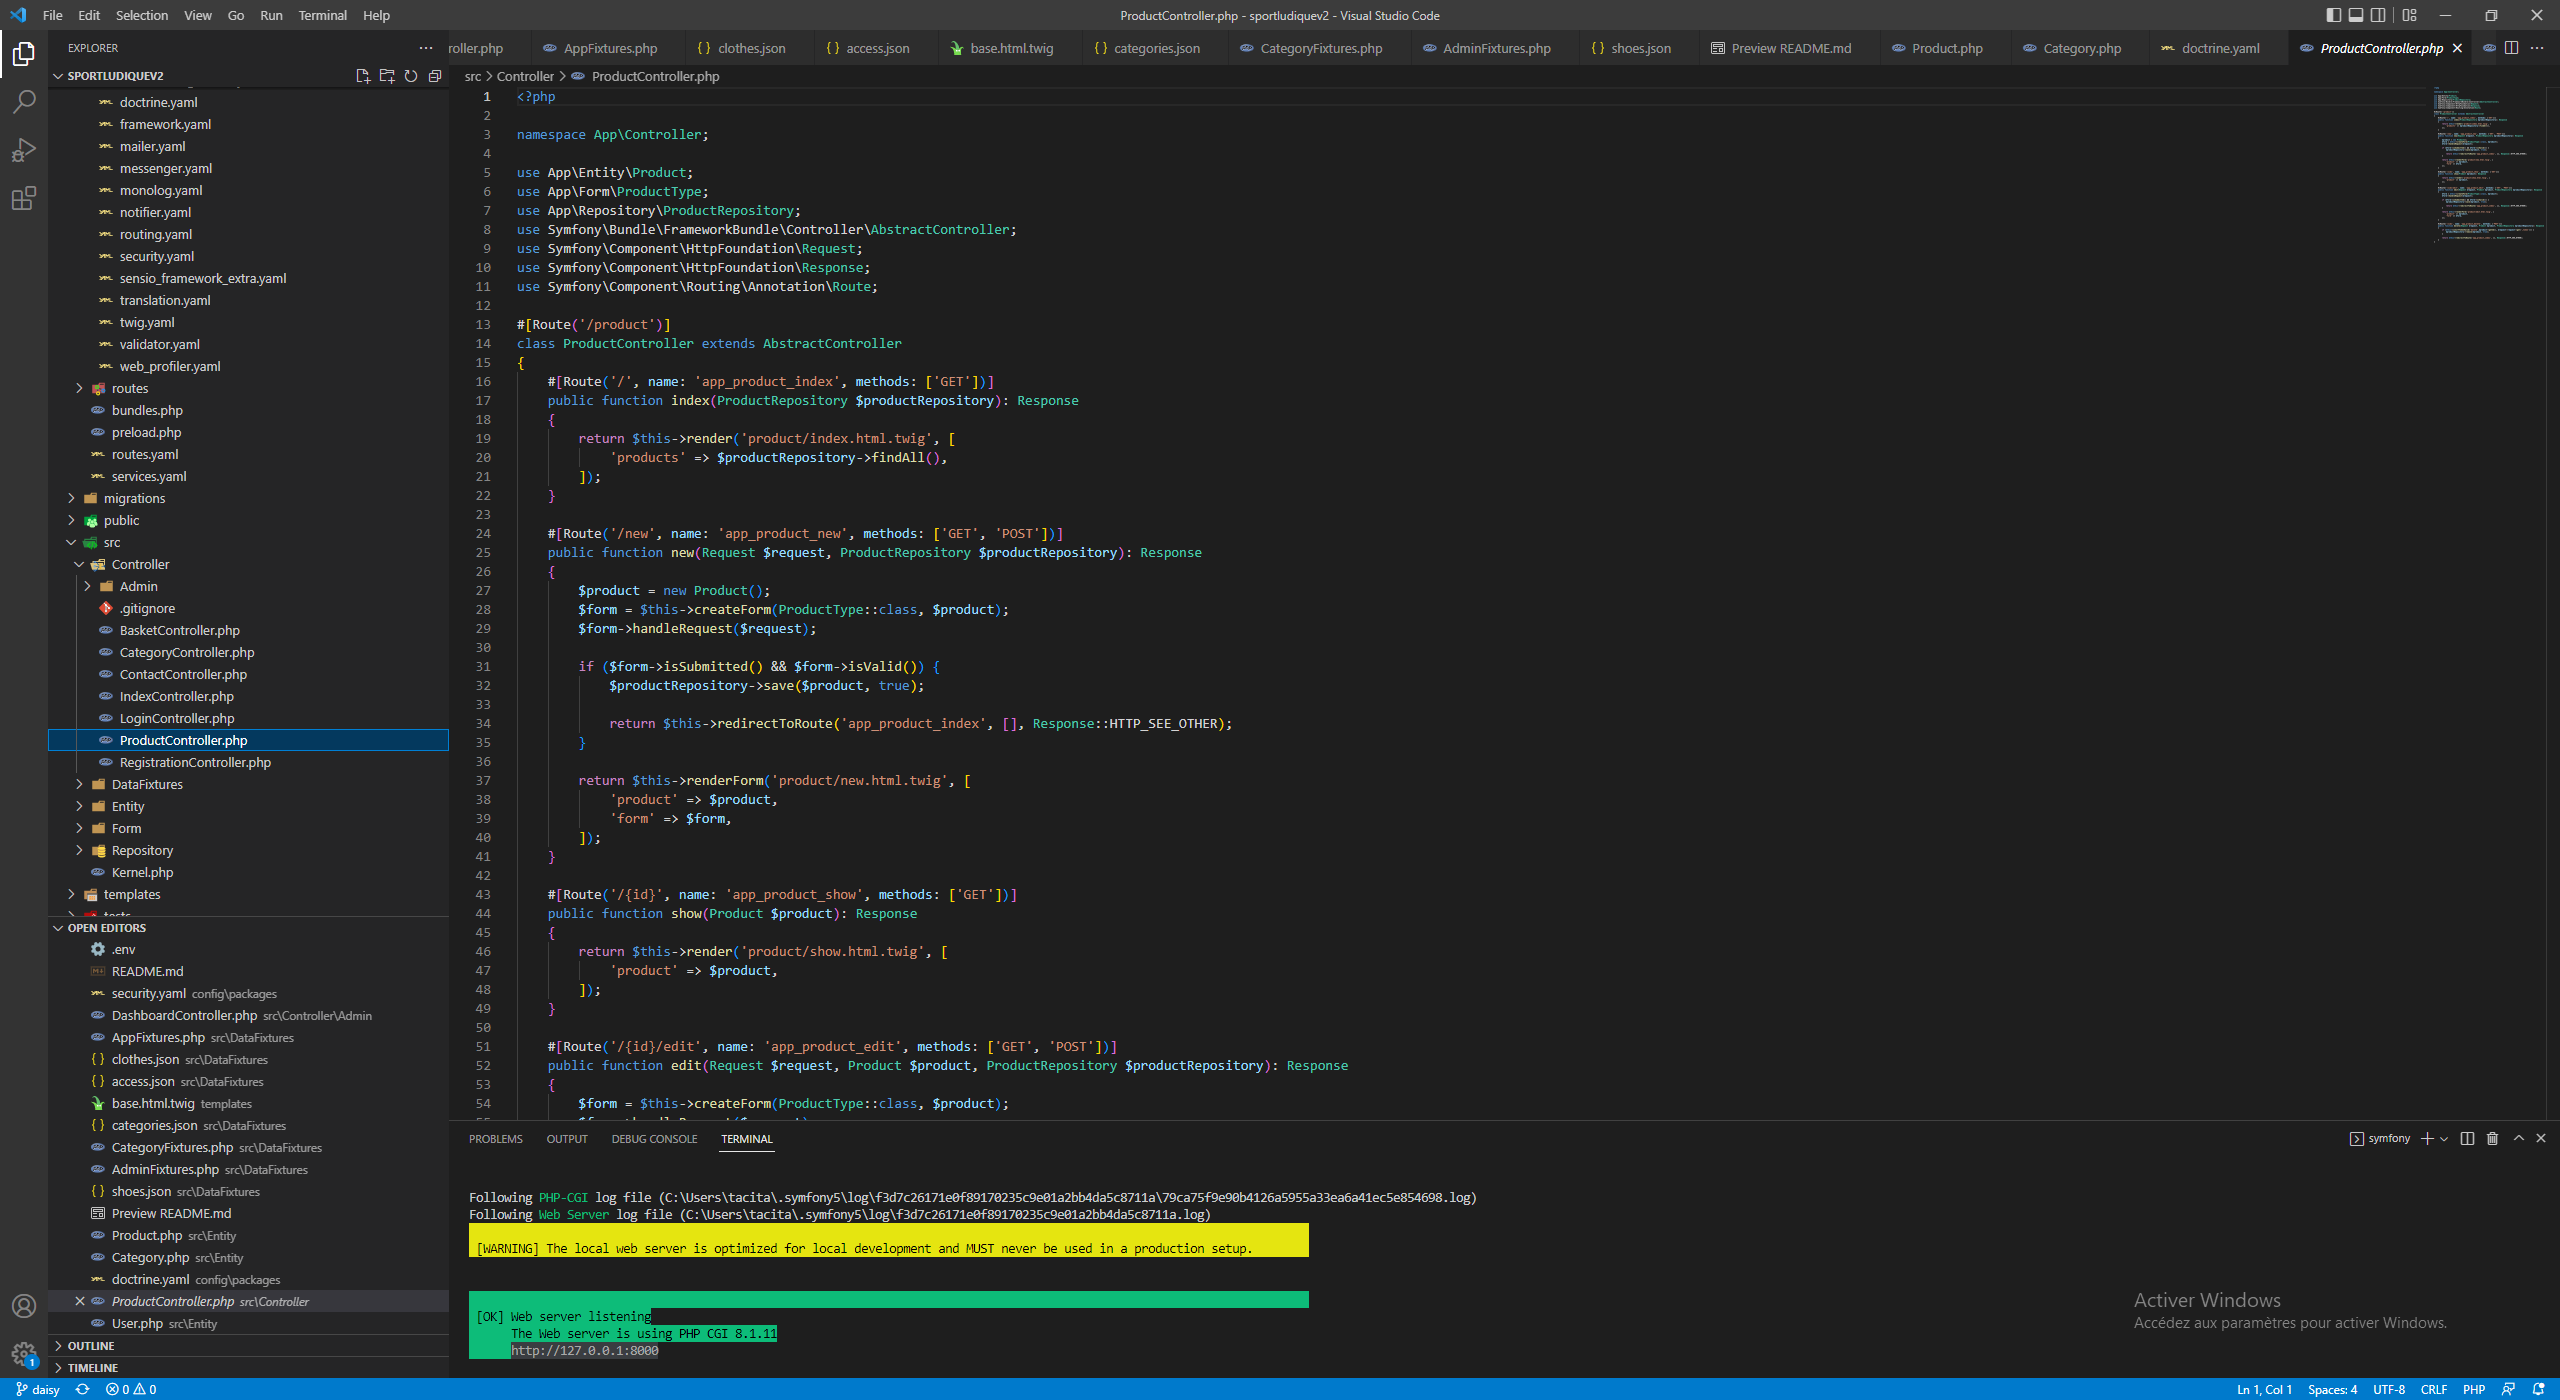 File Edit Selection View Go Run Terminal Help
ProductController.php - sportludiquev2 - Visual Studio Code
EXPLORER
SPORTLUDIQUEV2
doctrine.yaml
framework.yaml
mailer.yaml
messenger.yaml
monolog.yaml
notifier.yaml
routing.yaml
security.yaml
sensio_framework_extra.yaml
translation.yaml
twig.yaml
validator.yaml
web_profiler.yaml
routes
bundles.php
preload.php
routes.yaml
services.yaml
migrations
public
src
Controller
Admin
.gitignore
BasketController.php
CategoryController.php
ContactController.php
IndexController.php
LoginController.php
ProductController.php
RegistrationController.php
DataFixtures
Entity
Form
Repository
Kernel.php
templates
tests
OPEN EDITORS
.env
README.md
security.yaml config\packages
DashboardController.php src\Controller\Admin
AppFixtures.php src\DataFixtures
clothes.json src\DataFixtures
access.json src\DataFixtures
base.html.twig templates
categories.json src\DataFixtures
CategoryFixtures.php src\DataFixtures
AdminFixtures.php src\DataFixtures
shoes.json src\DataFixtures
Preview README.md
Product.php src\Entity
Category.php src\Entity
doctrine.yaml config\packages
ProductController.php src\Controller
User.php src\Entity
OUTLINE
TIMELINE
roller.php AppFixtures.php clothes.json access.json base.html.twig categories.json CategoryFixtures.php AdminFixtures.php shoes.json Preview README.md Product.php Category.php doctrine.yaml ProductController.php
src > Controller > ProductController.php
1 <?php
2
3 namespace App\Controller;
4
5 use App\Entity\Product;
6 use App\Form\ProductType;
7 use App\Repository\ProductRepository;
8 use Symfony\Bundle\FrameworkBundle\Controller\AbstractController;
9 use Symfony\Component\HttpFoundation\Request;
10 use Symfony\Component\HttpFoundation\Response;
11 use Symfony\Component\Routing\Annotation\Route;
12
13 #[Route('/product')]
14 class ProductController extends AbstractController
15 {
16 #[Route('/', name: 'app_product_index', methods: ['GET'])]
17 public function index(ProductRepository $productRepository): Response
18 {
19 return $this->render('product/index.html.twig', [
20 'products' => $productRepository->findAll(),
21 ]);
22 }
23
24 #[Route('/new', name: 'app_product_new', methods: ['GET', 'POST'])]
25 public function new(Request $request, ProductRepository $productRepository): Response
26 {
27 $product = new Product();
28 $form = $this->createForm(ProductType::class, $product);
29 $form->handleRequest($request);
30
31 if ($form->isSubmitted() && $form->isValid()) {
32 $productRepository->save($product, true);
33
34 return $this->redirectToRoute('app_product_index', [], Response::HTTP_SEE_OTHER);
35 }
36
37 return $this->renderForm('product/new.html.twig', [
38 'product' => $product,
39 'form' => $form,
40 ]);
41 }
42
43 #[Route('/{id}', name: 'app_product_show', methods: ['GET'])]
44 public function show(Product $product): Response
45 {
46 return $this->render('product/show.html.twig', [
47 'product' => $product,
48 ]);
49 }
50
51 #[Route('/{id}/edit', name: 'app_product_edit', methods: ['GET', 'POST'])]
52 public function edit(Request $request, Product $product, ProductRepository $productRepository): Response
53 {
54 $form = $this->createForm(ProductType::class, $product);
PROBLEMS OUTPUT DEBUG CONSOLE TERMINAL
symfony
Following PHP-CGI log file (C:\Users\tacita\.symfony5\log\f3d7c26171e0f89170235c9e01a2bb4da5c8711a\79ca75f9e90b4126a5955a33ea6a41ec5e854698.log)
Following Web Server log file (C:\Users\tacita\.symfony5\log\f3d7c26171e0f89170235c9e01a2bb4da5c8711a.log)
[WARNING] The local web server is optimized for local development and MUST never be used in a production setup.
[OK] Web server listening
The Web server is using PHP CGI 8.1.11
http://127.0.0.1:8000
Activer Windows
Accédez aux paramètres pour activer Windows.
1
daisy 0 0
Ln 1, Col 1 Spaces: 4 UTF-8 CRLF PHP